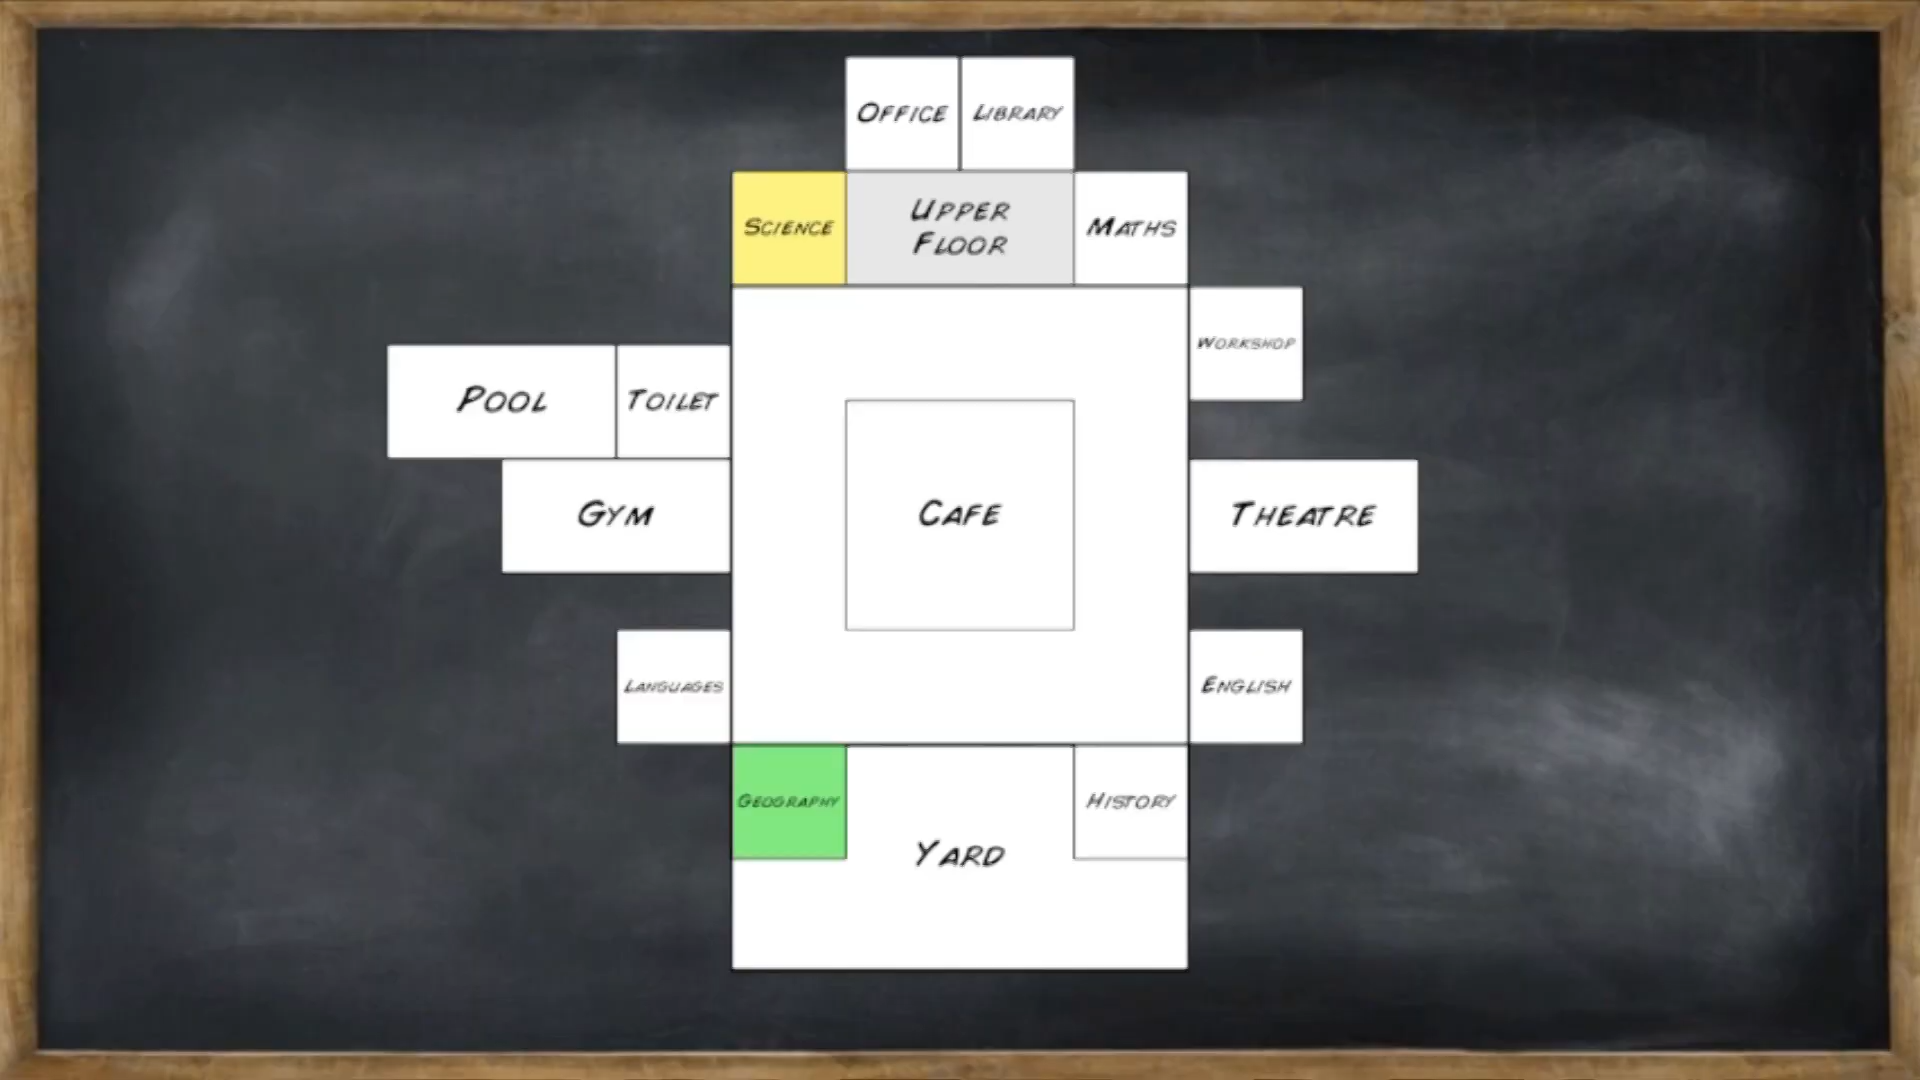 Office
Library
Science
Upper
Floor
Maths
Workshop
Pool
Toilet
Cafe
Gym
Theatre
Languages
English
Geography
History
Yard